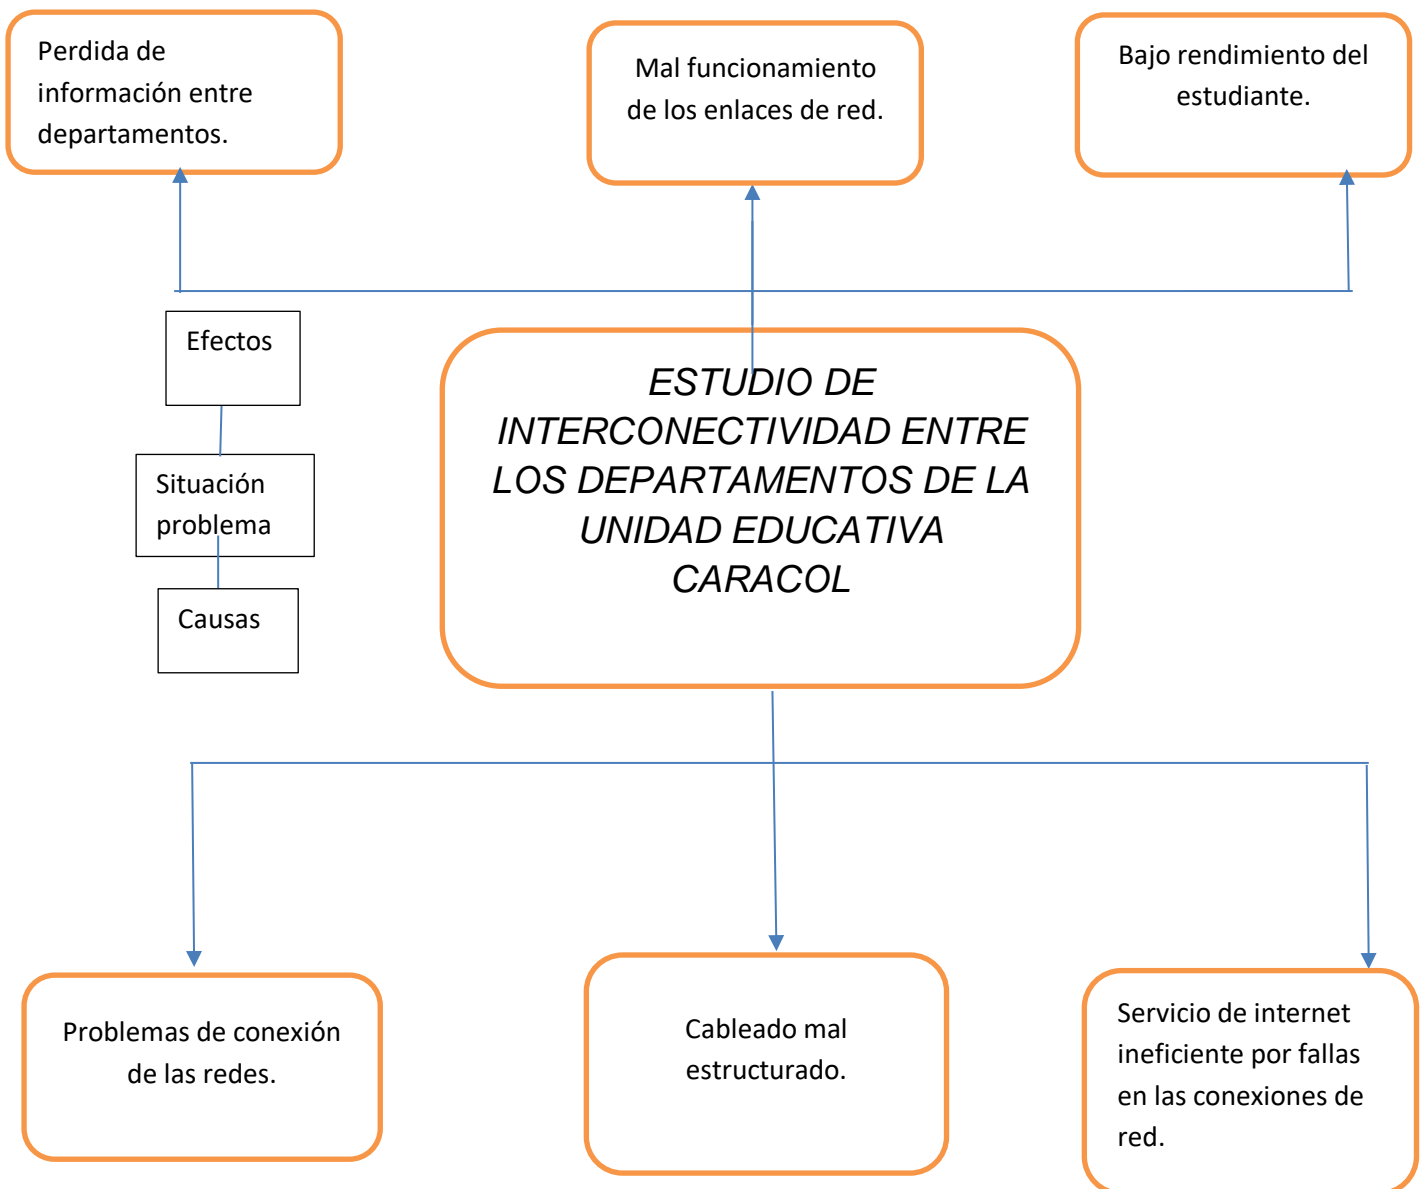 Perdida de
información entre
departamentos.
Mal funcionamiento
de los enlaces de red.
Bajo rendimiento del
estudiante.
Efectos
Situación
problema
Causas
ESTUDIO DE
INTERCONECTIVIDAD ENTRE
LOS DEPARTAMENTOS DE LA
UNIDAD EDUCATIVA
CARACOL
Problemas de conexión
de las redes.
Cableado mal
estructurado.
Servicio de internet
ineficiente por fallas
en las conexiones de
red.